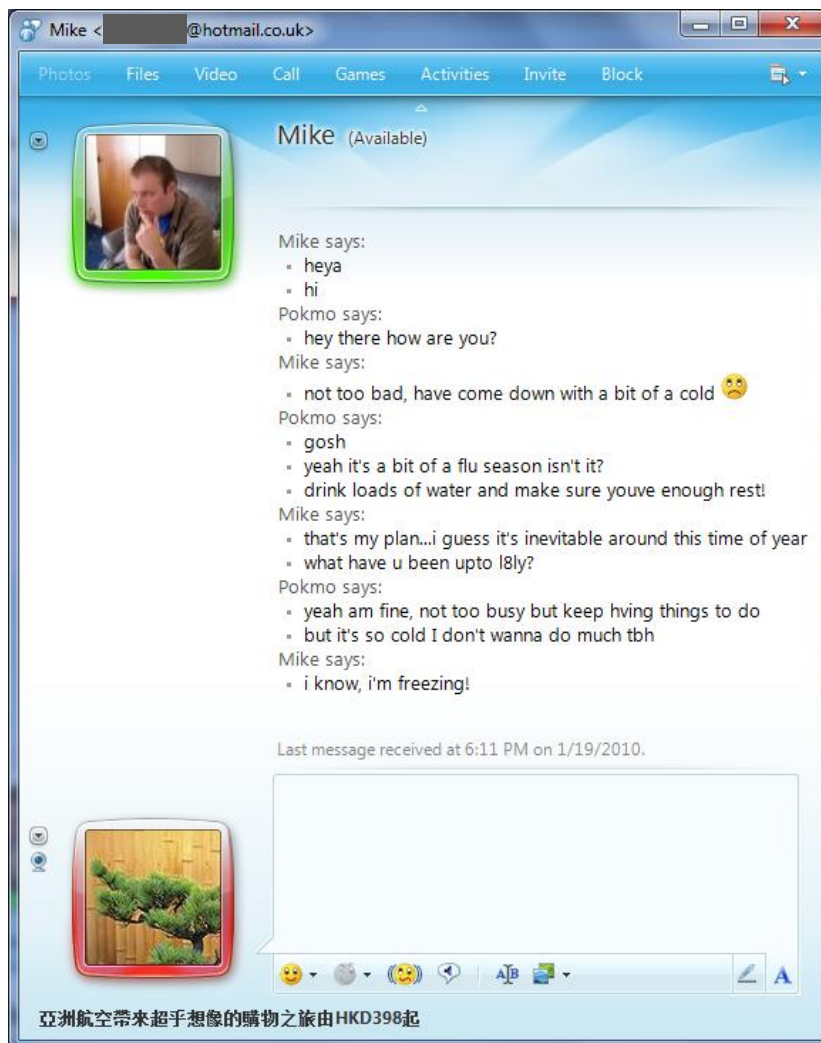 Mike < @hotmail.co.uk>
Photos Files Video Call Games Activities Invite Block
Mike (Available)
Mike says:
heya
hi
Pokmo says:
hey there how are you?
Mike says:
not too bad, have come down with a bit of a cold
Pokmo says:
gosh
yeah it's a bit of a flu season isn't it?
drink loads of water and make sure youve enough rest!
Mike says:
that's my plan...i guess it's inevitable around this time of year
what have u been upto l8ly?
Pokmo says:
yeah am fine, not too busy but keep hving things to do
but it's so cold I don't wanna do much tbh
Mike says:
i know, i'm freezing!
Last message received at 6:11 PM on 1/19/2010.
AB A
亞洲航空帶來超乎想像的購物之旅由HKD398起